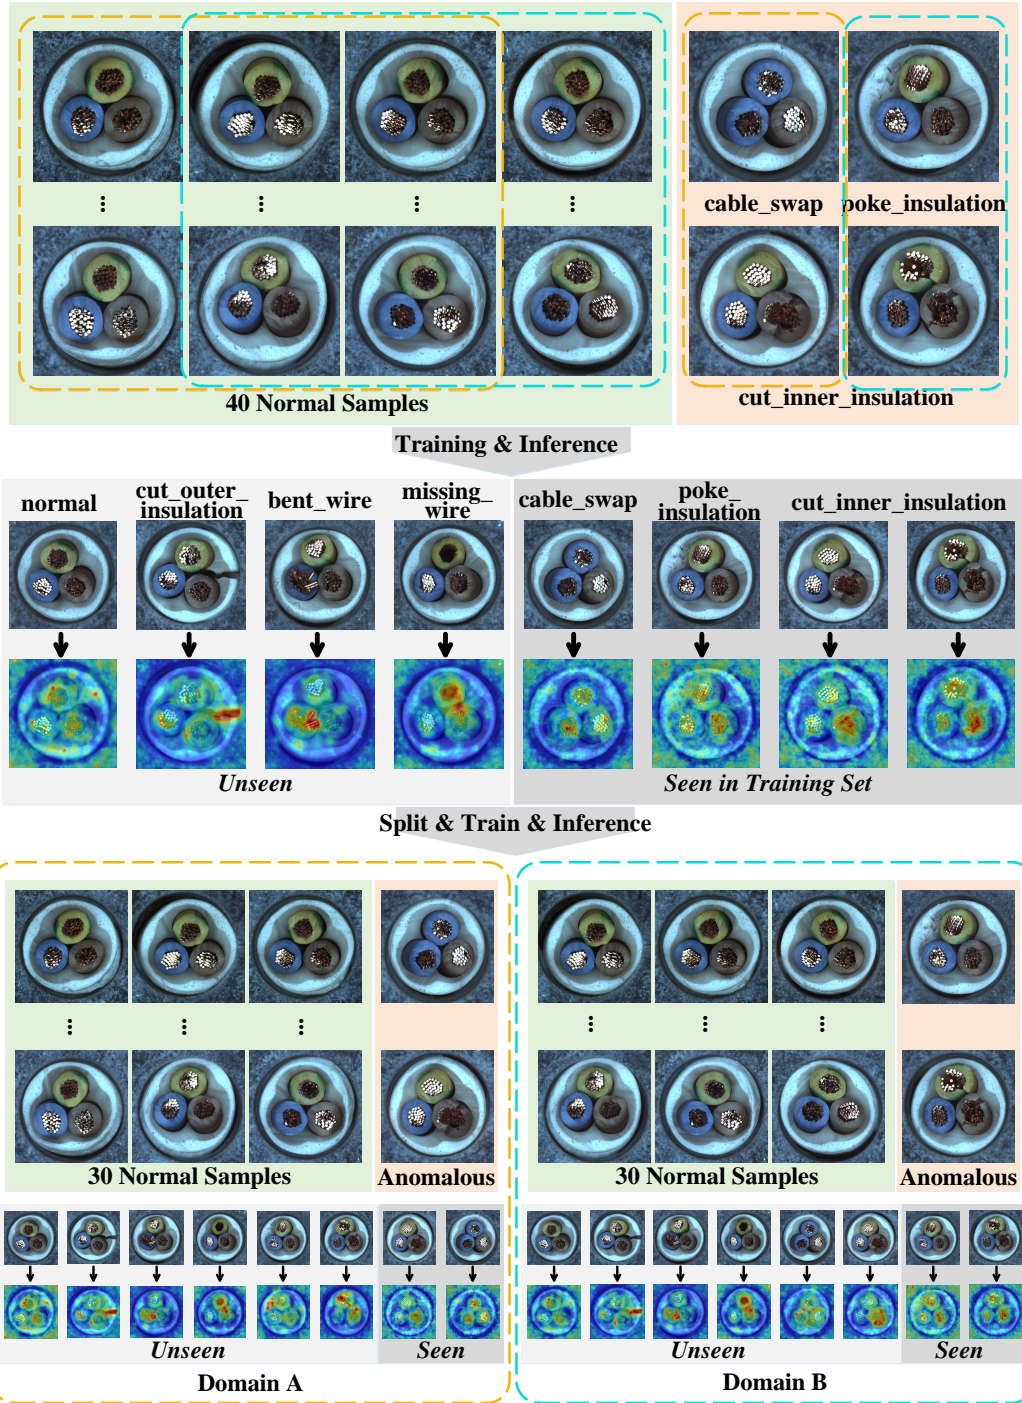 cable_swap
poke_insulation
40 Normal Samples
cut_inner_insulation
Training & Inference
normal
cut_outer_
insulation
bent_wire
missing_
wire
cable_swap
poke_
insulation
cut_inner_insulation
Unseen
Seen in Training Set
Split & Train & Inference
30 Normal Samples
Anomalous
30 Normal Samples
Anomalous
Unseen
Seen
Unseen
Seen
Domain A
Domain B